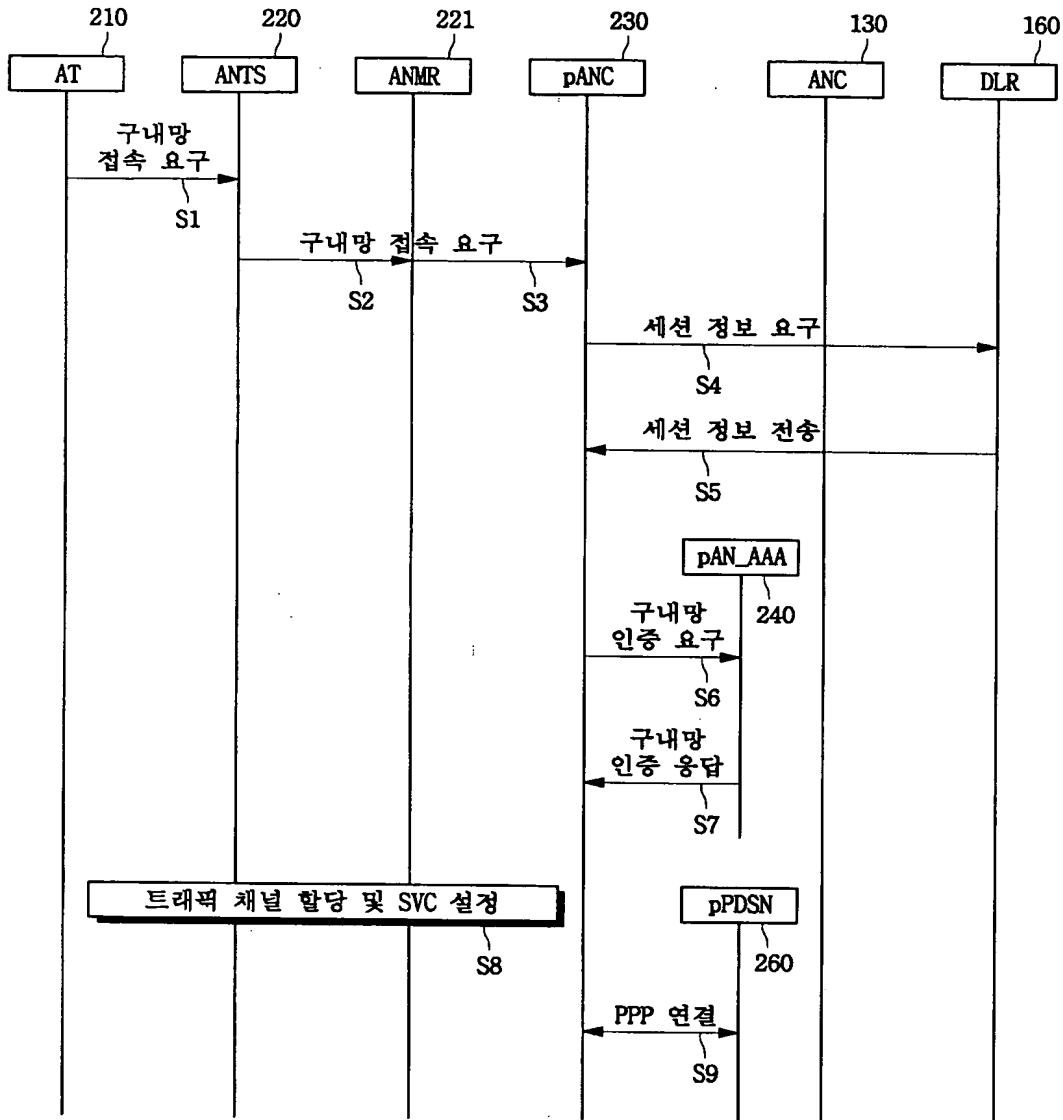 210
220
221
230
130
160
AT
ANTS
ANMR
pANC
ANC
DLR
구내망
접속 요구
S1
구내망 접속 요구
S2
S3
세션 정보 요구
S4
세션 정보 전송
S5
pAN_AAA
240
구내망
인증 요구
S6
구내망
인증 응답
S7
트래픽 채널 할당 및 SVC 설정
S8
pPDSN
260
PPP 연결
S9